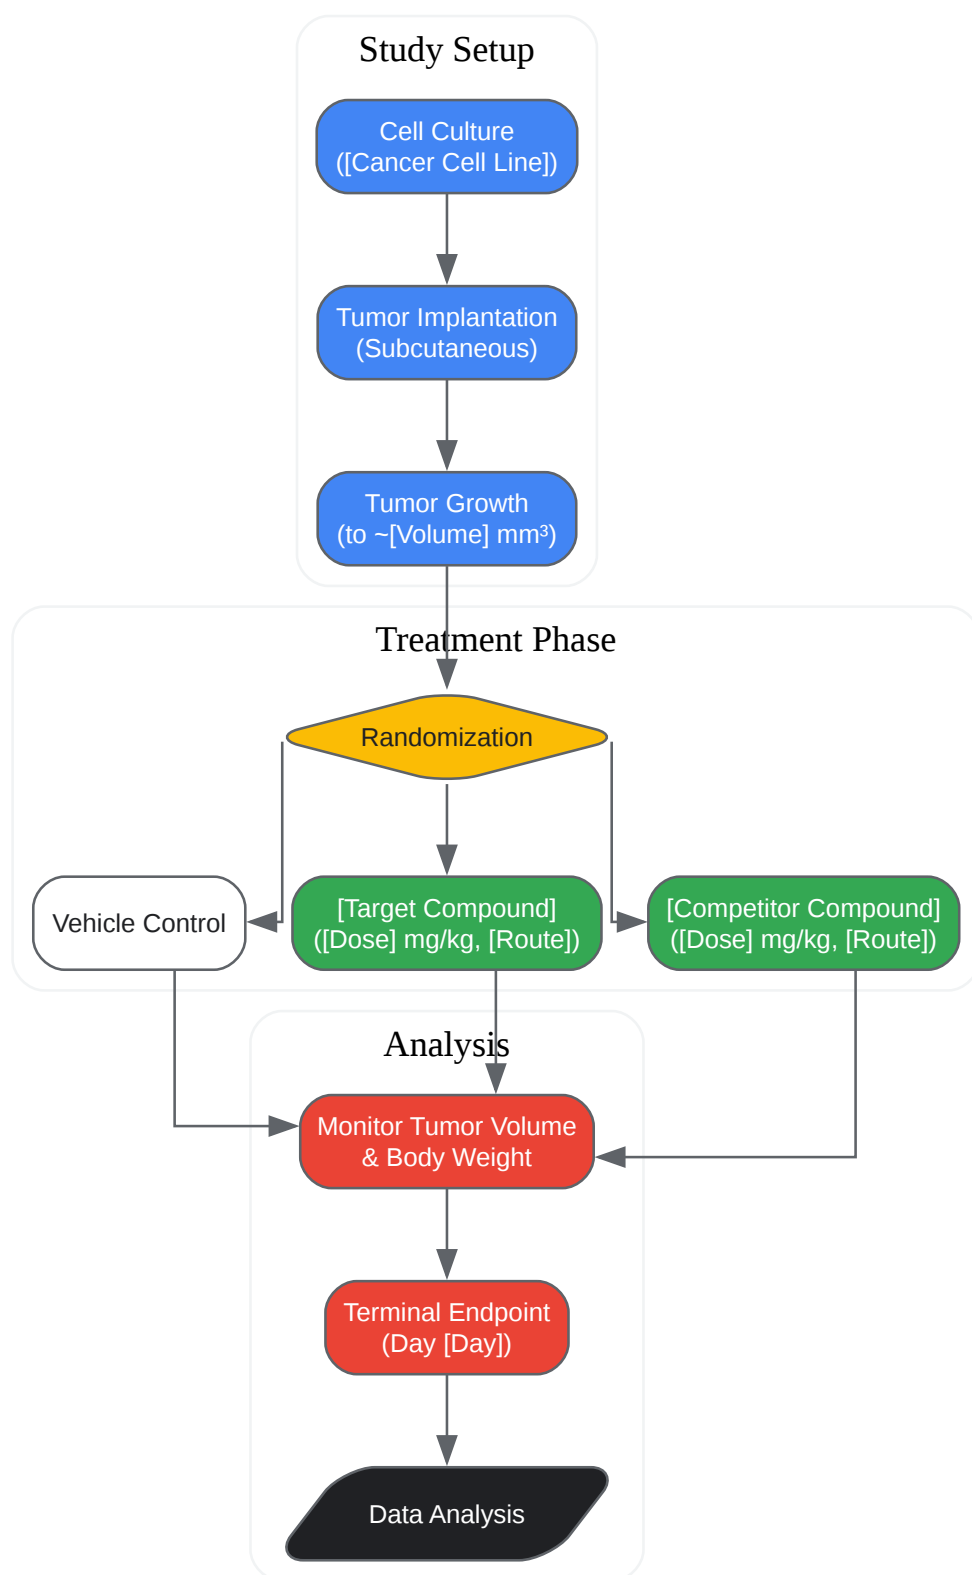 Study Setup
Cell Culture
([Cancer Cell Line])
Tumor Implantation
(Subcutaneous)
Tumor Growth
(to ~[Volume] mm³)
Treatment Phase
Randomization
Vehicle Control
[Target Compound]
([Dose] mg/kg, [Route])
[Competitor Compound]
([Dose] mg/kg, [Route])
Analysis
Monitor Tumor Volume
& Body Weight
Terminal Endpoint
(Day [Day])
Data Analysis